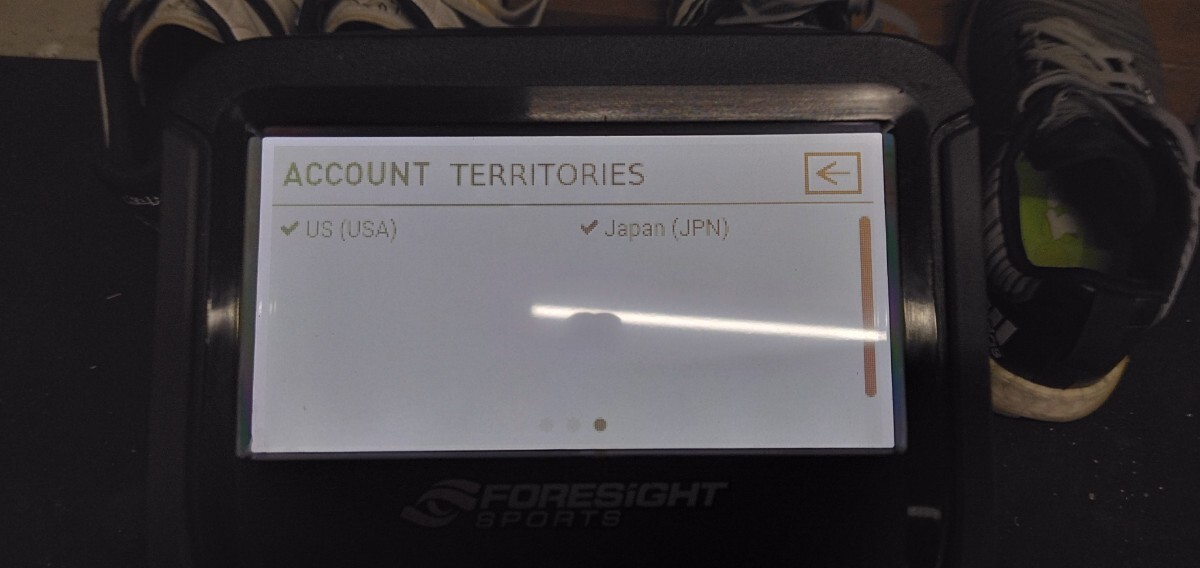 ACCOUNT TERRITORIES
US (USA) Japan (JPN)
FORESiGHT
SPORTS